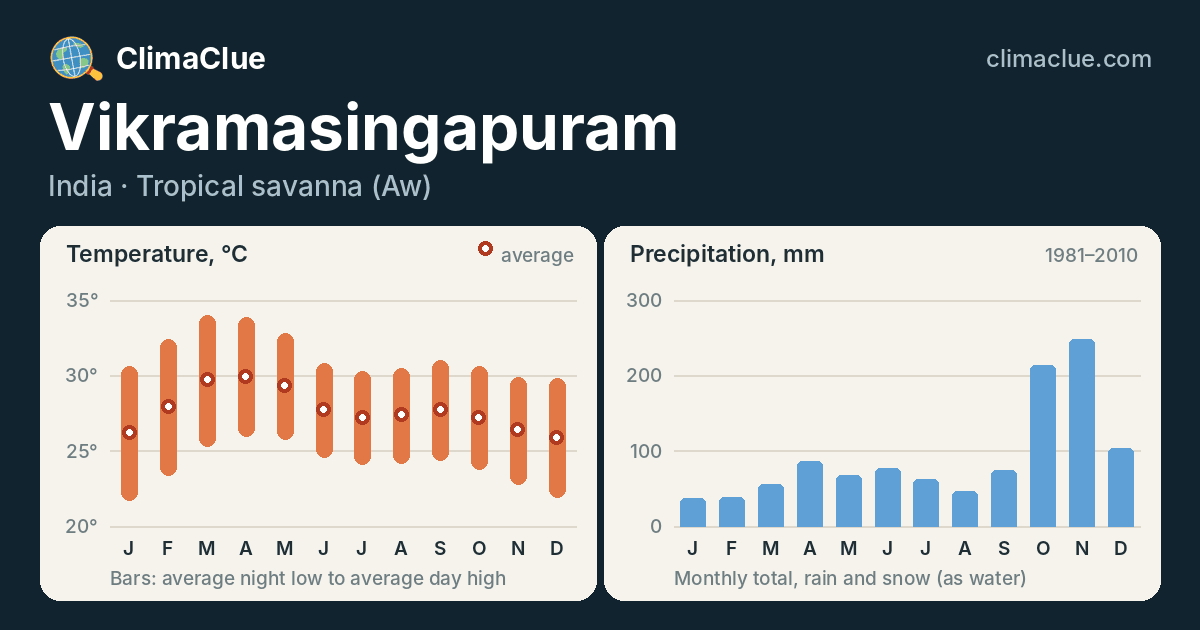 ClimaClue
climaclue.com
Vikramasingapuram
India · Tropical savanna (Aw)
Temperature, °C
average
35°
30°
25°
20°
J F M A M J J A S O N D
Bars: average night low to average day high
Precipitation, mm
1981–2010
300
200
100
0
J F M A M J J A S O N D
Monthly total, rain and snow (as water)